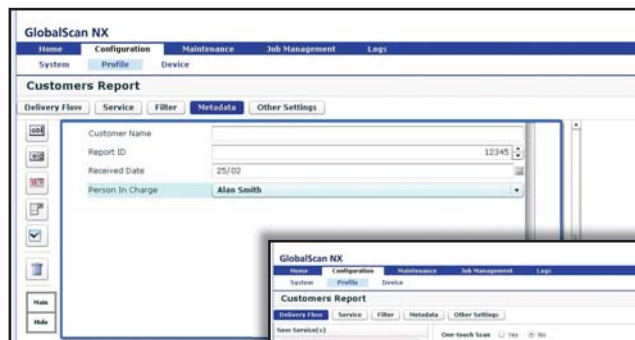 GlobalScan NX
Home Configuration Maintenance Job Management Logs
System Profile Device
Customers Report
Delivery Flow Service Filter Metadata Other Settings
Customer Name
Report ID 12345
Received Date 25/02
Person In Charge Alan Smith
Main
Hide
GlobalScan NX
Home Configuration Maintenance Job Management Logs
System Profile Device
Customers Report
Delivery Flow Service Filter Metadata Other Settings
New Service(s)
One-touch Scan Yes No